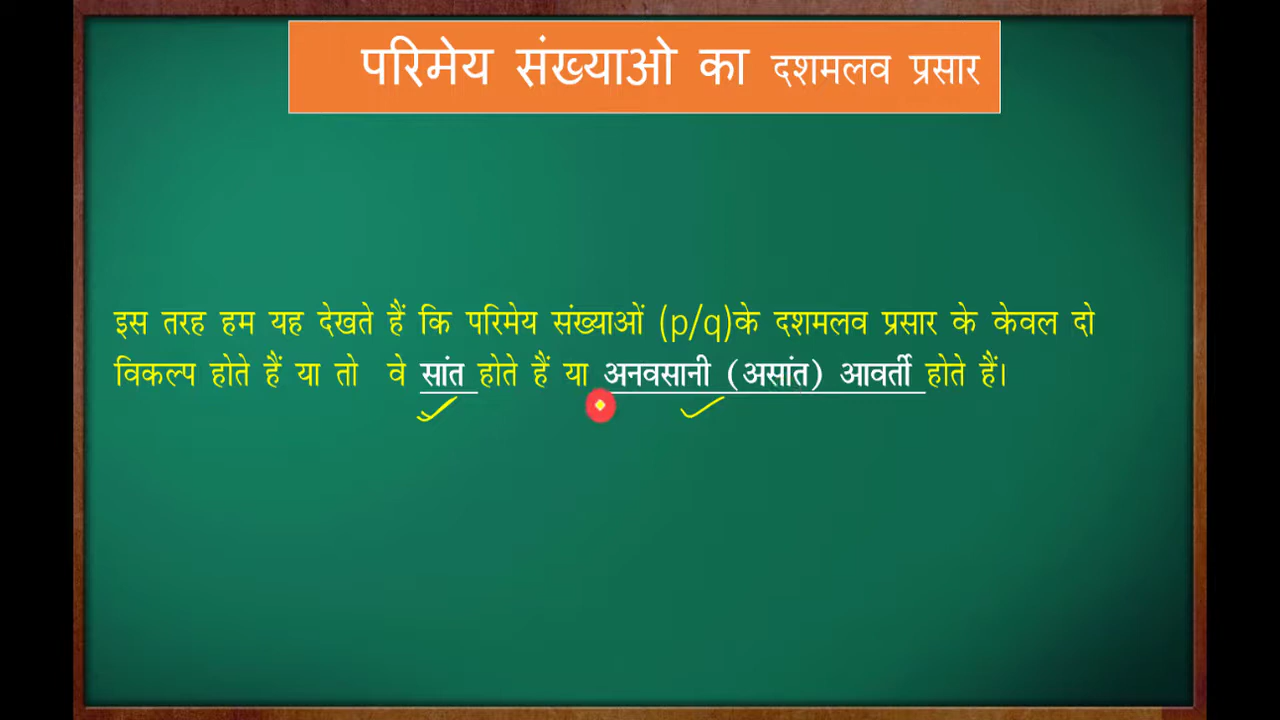 परिमेय संख्याओ का दशमलव प्रसार
इस तरह हम यह देखते हैं कि परिमेय संख्याओं (p/q)के दशमलव प्रसार के केवल दो
विकल्प होते हैं या तो वे सांत होते हैं या अनवसानी (असांत) आवर्ती होते हैं।